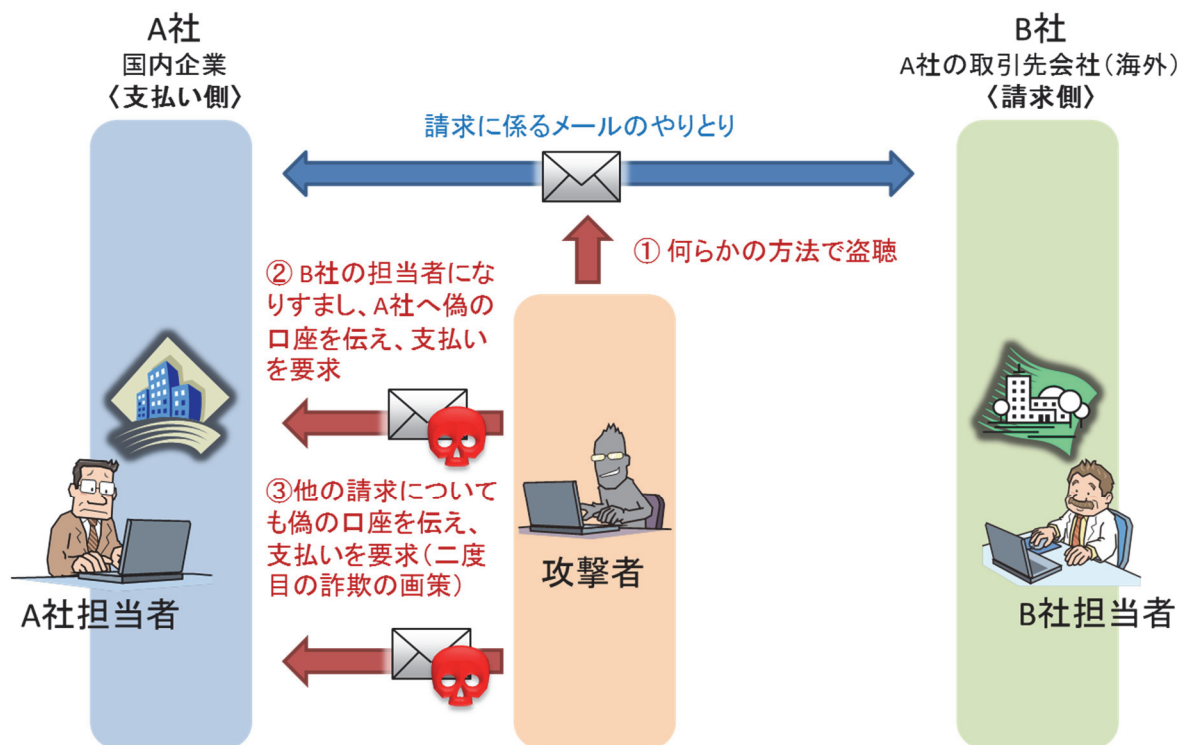 A社
国内企業
〈支払い側〉
B社
A社の取引先会社(海外)
〈請求側〉
請求に係るメールのやりとり
① 何らかの方法で盗聴
② B社の担当者にな
りすまし、A社へ偽の
口座を伝え、支払い
を要求
③他の請求について
も偽の口座を伝え、
支払いを要求(二度
目の詐欺の画策)
攻撃者
A社担当者
B社担当者